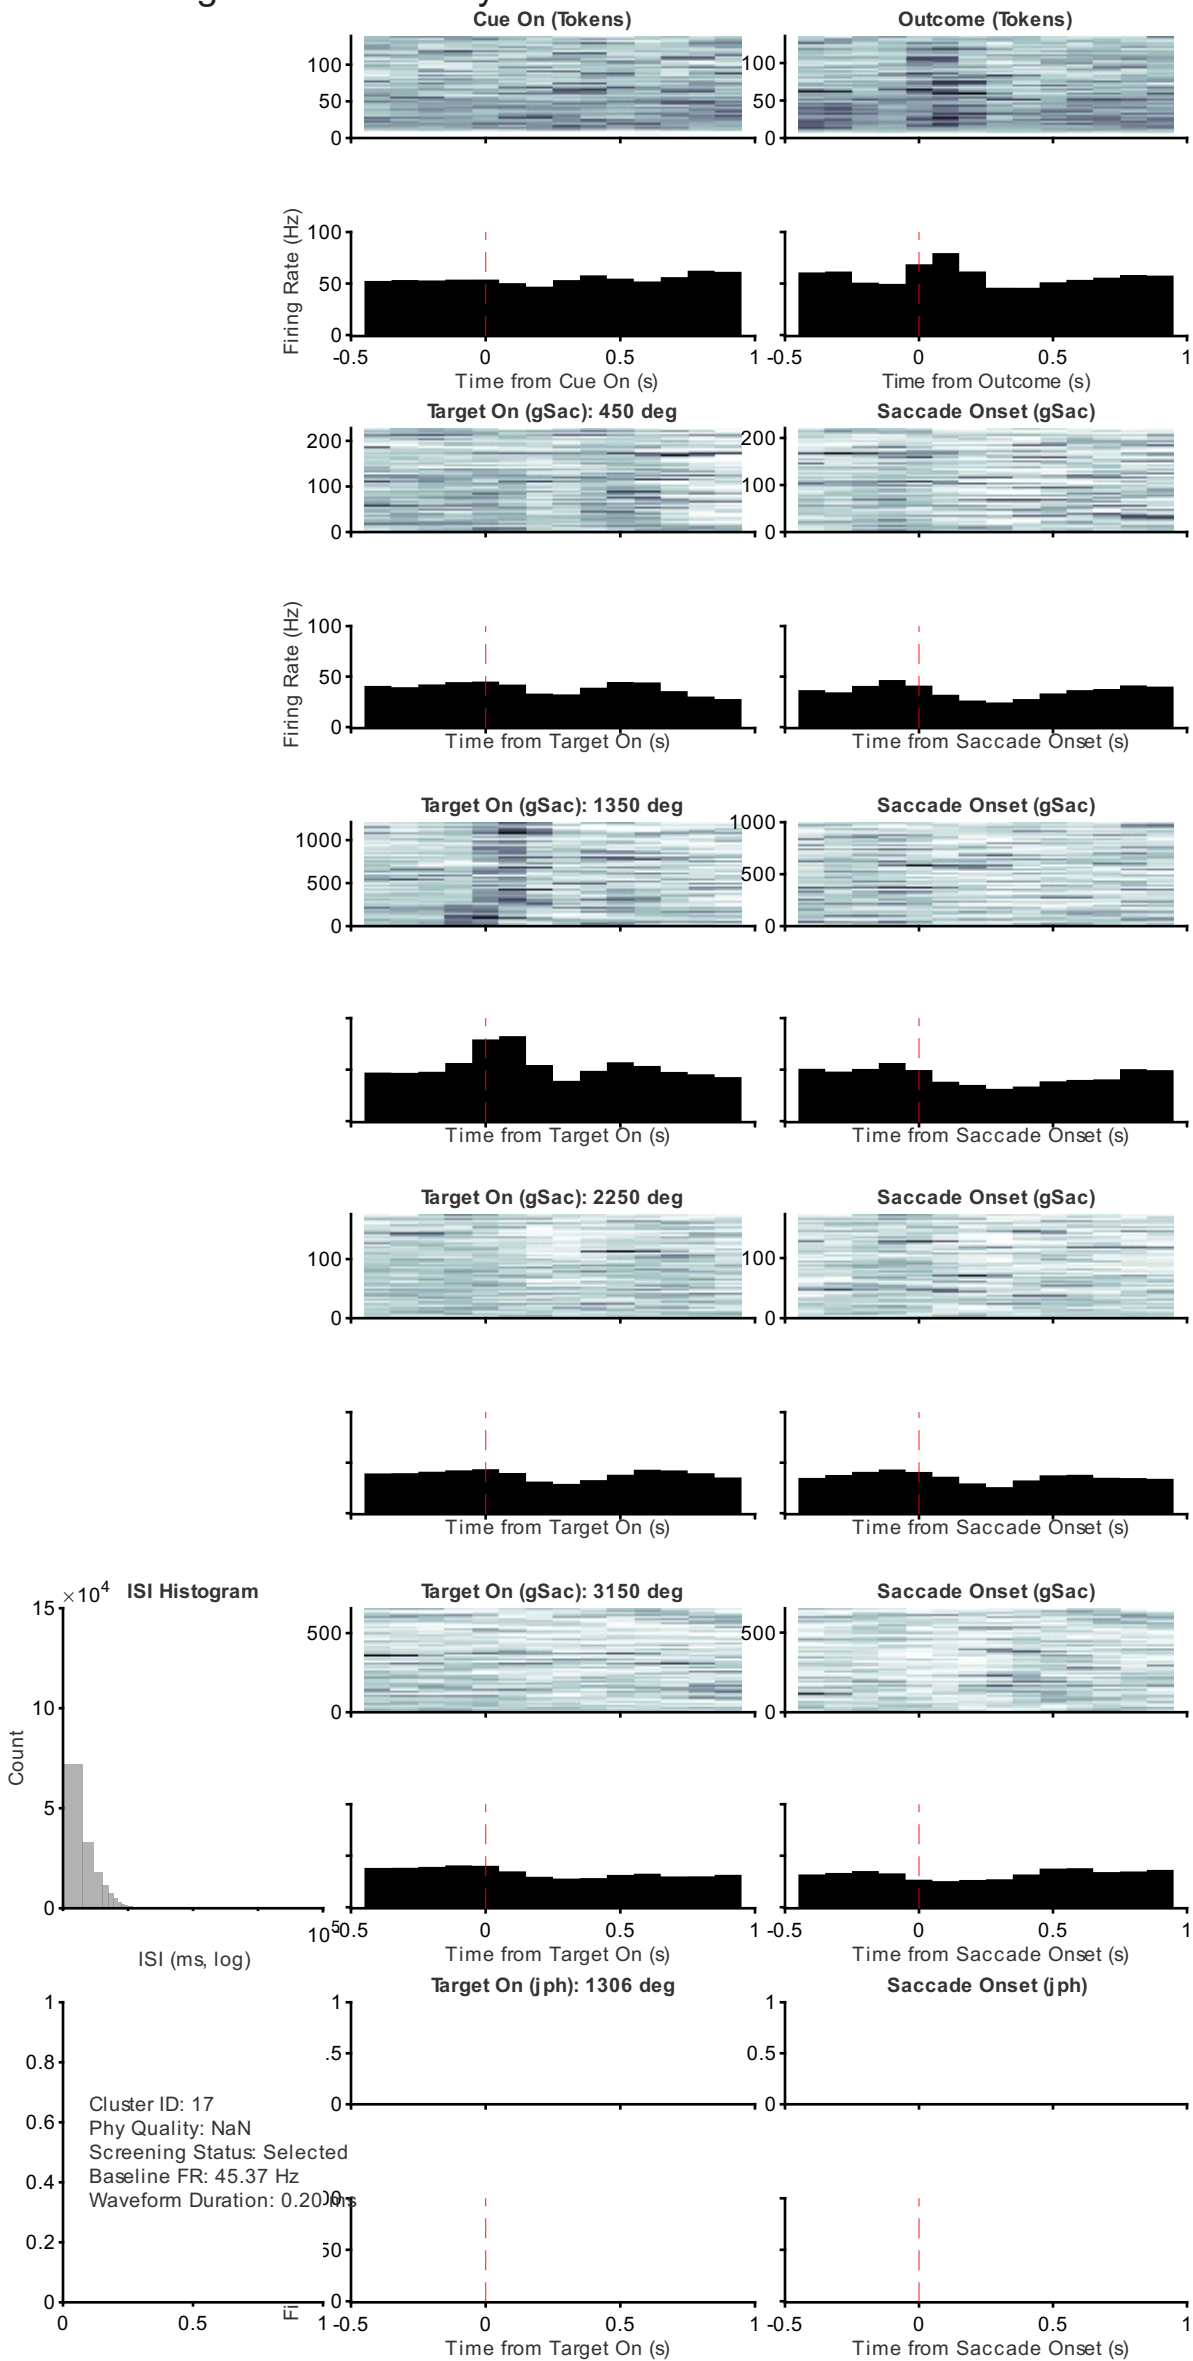 Cue On (Tokens)
Outcome (Tokens)
100
50
0
100
50
0
Firing Rate (Hz)
100
50
0
-0.5 0 0.5 1
-0.5 0 0.5 1
Time from Cue On (s)
Time from Outcome (s)
Target On (gSac): 450 deg
Saccade Onset (gSac)
200
100
0
200
100
0
Firing Rate (Hz)
100
50
0
Time from Target On (s)
Time from Saccade Onset (s)
Target On (gSac): 1350 deg
Saccade Onset (gSac)
1000
500
0
1000
500
0
Time from Target On (s)
Time from Saccade Onset (s)
Target On (gSac): 2250 deg
Saccade Onset (gSac)
100
0
100
0
Time from Target On (s)
Time from Saccade Onset (s)
×10⁴
ISI Histogram
15
10
5
0
Count
10⁵
ISI (ms, log)
Target On (gSac): 3150 deg
Saccade Onset (gSac)
500
0
500
0
-0.5 0 0.5 1
-0.5 0 0.5 1
Time from Target On (s)
Time from Saccade Onset (s)
Target On (jph): 1306 deg
Saccade Onset (jph)
1
.5
0
1
0.5
0
1
0.8
0.6
0.4
0.2
0
0 0.5 1
Cluster ID: 17
Phy Quality: NaN
Screening Status: Selected
Baseline FR: 45.37 Hz
Waveform Duration: 0.20 ms
50
0
Fi
-0.5 0 0.5 1
-0.5 0 0.5 1
Time from Target On (s)
Time from Saccade Onset (s)